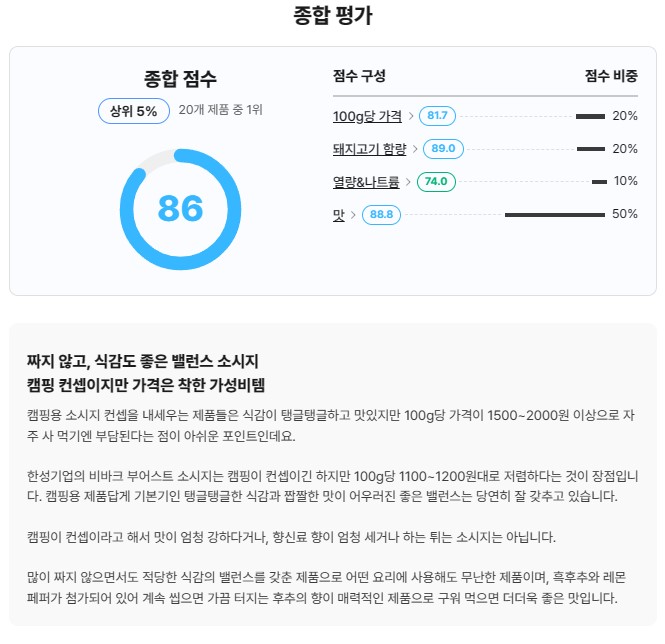 종합 평가
종합 점수
상위 5% 20개 제품 중 1위
86
점수 구성 점수 비중
100g당 가격 > 81.7 20%
돼지고기 함량 > 89.0 20%
열량&나트륨 > 74.0 10%
맛 > 88.8 50%
짜지 않고, 식감도 좋은 밸런스 소시지
캠핑 컨셉이지만 가격은 착한 가성비템
캠핑용 소시지 컨셉을 내세우는 제품들은 식감이 탱글탱글하고 맛있지만 100g당 가격이 1500~2000원 이상으로 자
주 사 먹기엔 부담된다는 점이 아쉬운 포인트인데요.
한성기업의 비바크 부어스트 소시지는 캠핑이 컨셉이긴 하지만 100g당 1100~1200원대로 저렴하다는 것이 장점입니
다. 캠핑용 제품답게 기본기인 탱글탱글한 식감과 짭짤한 맛이 어우러진 좋은 밸런스는 당연히 잘 갖추고 있습니다.
캠핑이 컨셉이라고 해서 맛이 엄청 강하다거나, 향신료 향이 엄청 세거나 하는 튀는 소시지는 아닙니다.
많이 짜지 않으면서도 적당한 식감의 밸런스를 갖춘 제품으로 어떤 요리에 사용해도 무난한 제품이며, 흑후추와 레몬
페퍼가 첨가되어 있어 계속 씹으면 가끔 터지는 후추의 향이 매력적인 제품으로 구워 먹으면 더더욱 좋은 맛입니다.